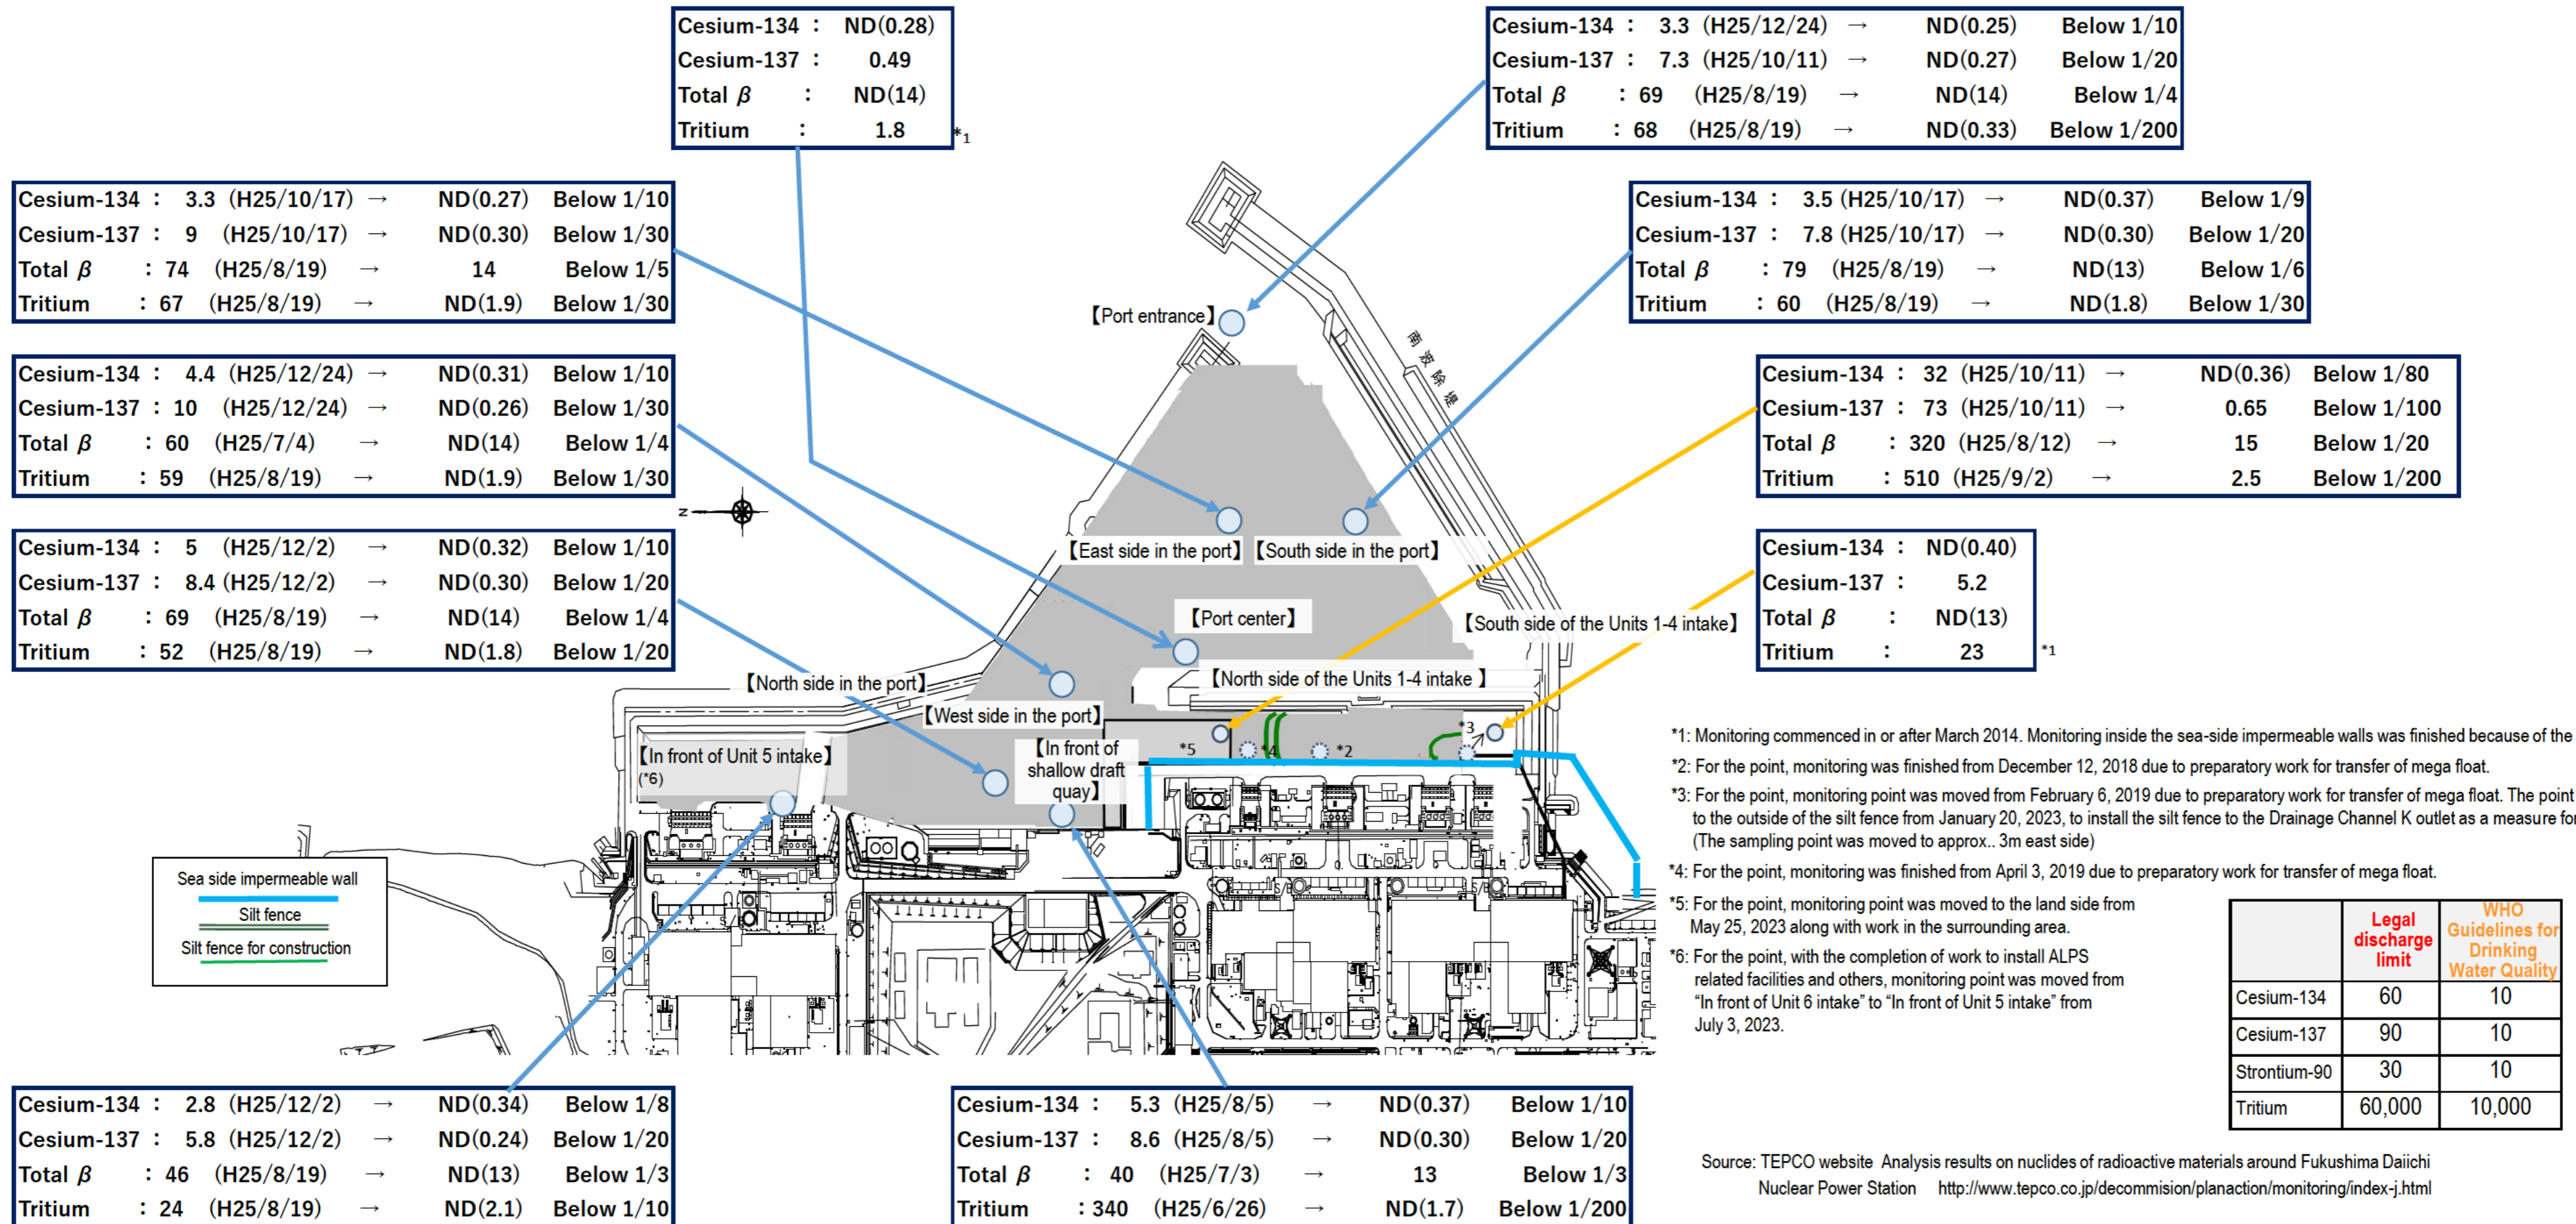 Cesium-134 : ND(0.28)
Cesium-137 : 0.49
Total β : ND(14)
Tritium : 1.8 *1
Cesium-134 : 3.3 (H25/12/24) → ND(0.25) Below 1/10
Cesium-137 : 7.3 (H25/10/11) → ND(0.27) Below 1/20
Total β : 69 (H25/8/19) → ND(14) Below 1/4
Tritium : 68 (H25/8/19) → ND(0.33) Below 1/200
Cesium-134 : 3.3 (H25/10/17) → ND(0.27) Below 1/10
Cesium-137 : 9 (H25/10/17) → ND(0.30) Below 1/30
Total β : 74 (H25/8/19) → 14 Below 1/5
Tritium : 67 (H25/8/19) → ND(1.9) Below 1/30
Cesium-134 : 3.5 (H25/10/17) → ND(0.37) Below 1/9
Cesium-137 : 7.8 (H25/10/17) → ND(0.30) Below 1/20
Total β : 79 (H25/8/19) → ND(13) Below 1/6
Tritium : 60 (H25/8/19) → ND(1.8) Below 1/30
Cesium-134 : 4.4 (H25/12/24) → ND(0.31) Below 1/10
Cesium-137 : 10 (H25/12/24) → ND(0.26) Below 1/30
Total β : 60 (H25/7/4) → ND(14) Below 1/4
Tritium : 59 (H25/8/19) → ND(1.9) Below 1/30
Cesium-134 : 32 (H25/10/11) → ND(0.36) Below 1/80
Cesium-137 : 73 (H25/10/11) → 0.65 Below 1/100
Total β : 320 (H25/8/12) → 15 Below 1/20
Tritium : 510 (H25/9/2) → 2.5 Below 1/200
Cesium-134 : 5 (H25/12/2) → ND(0.32) Below 1/10
Cesium-137 : 8.4 (H25/12/2) → ND(0.30) Below 1/20
Total β : 69 (H25/8/19) → ND(14) Below 1/4
Tritium : 52 (H25/8/19) → ND(1.8) Below 1/20
Cesium-134 : ND(0.40)
Cesium-137 : 5.2
Total β : ND(13)
Tritium : 23 *1
【Port entrance】
南波除堤
N
【East side in the port】 【South side in the port】
【Port center】
【South side of the Units 1-4 intake】
【North side in the port】
【North side of the Units 1-4 intake 】
【West side in the port】
*3
*5 *4 *2
【In front of Unit 5 intake】
(*6)
【In front of
shallow draft
quay】
Sea side impermeable wall
Silt fence
Silt fence for construction
*1: Monitoring commenced in or after March 2014. Monitoring inside the sea-side impermeable walls was finished because of the
*2: For the point, monitoring was finished from December 12, 2018 due to preparatory work for transfer of mega float.
*3: For the point, monitoring point was moved from February 6, 2019 due to preparatory work for transfer of mega float. The point
to the outside of the silt fence from January 20, 2023, to install the silt fence to the Drainage Channel K outlet as a measure for
(The sampling point was moved to approx.. 3m east side)
*4: For the point, monitoring was finished from April 3, 2019 due to preparatory work for transfer of mega float.
*5: For the point, monitoring point was moved to the land side from
May 25, 2023 along with work in the surrounding area.
*6: For the point, with the completion of work to install ALPS
related facilities and others, monitoring point was moved from
“In front of Unit 6 intake” to “In front of Unit 5 intake” from
July 3, 2023.
Legal
discharge
limit
WHO
Guidelines for
Drinking
Water Quality
Cesium-134 60 10
Cesium-137 90 10
Strontium-90 30 10
Tritium 60,000 10,000
Cesium-134 : 2.8 (H25/12/2) → ND(0.34) Below 1/8
Cesium-137 : 5.8 (H25/12/2) → ND(0.24) Below 1/20
Total β : 46 (H25/8/19) → ND(13) Below 1/3
Tritium : 24 (H25/8/19) → ND(2.1) Below 1/10
Cesium-134 : 5.3 (H25/8/5) → ND(0.37) Below 1/10
Cesium-137 : 8.6 (H25/8/5) → ND(0.30) Below 1/20
Total β : 40 (H25/7/3) → 13 Below 1/3
Tritium : 340 (H25/6/26) → ND(1.7) Below 1/200
Source: TEPCO website Analysis results on nuclides of radioactive materials around Fukushima Daiichi
Nuclear Power Station http://www.tepco.co.jp/decommision/planaction/monitoring/index-j.html